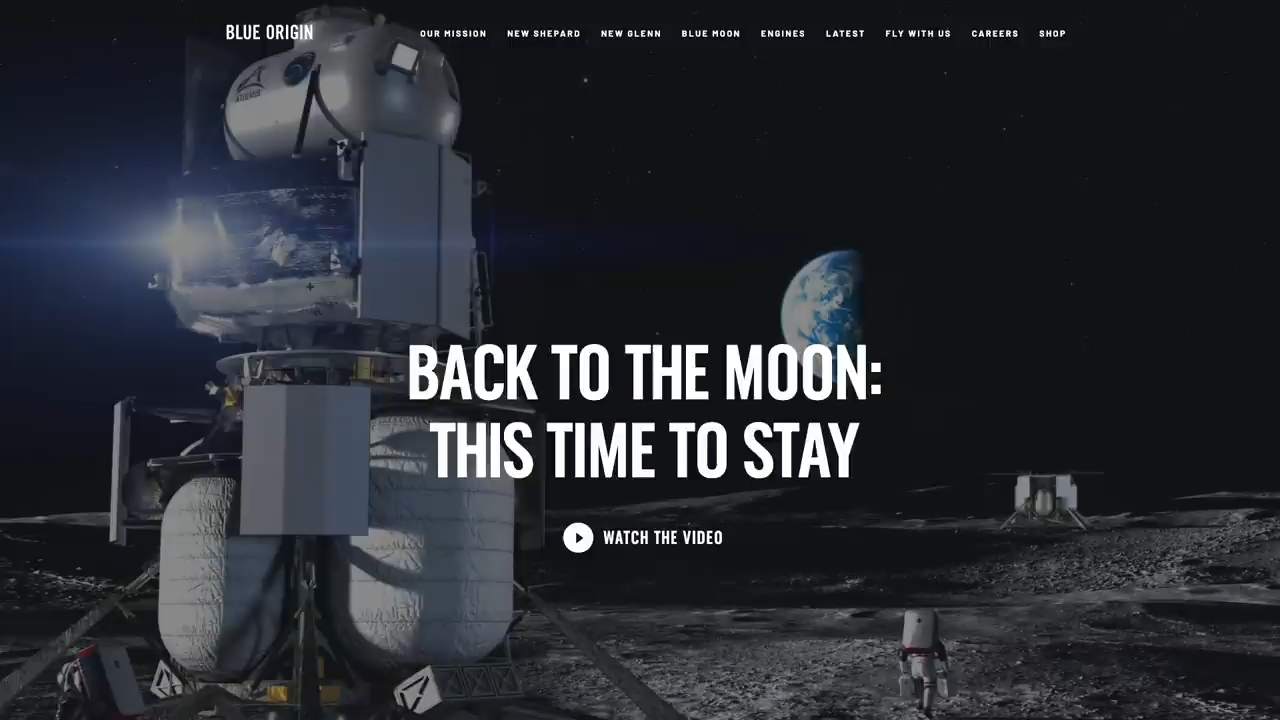 BLUE ORIGIN
OUR MISSION NEW SHEPARD NEW GLENN BLUE MOON ENGINES LATEST FLY WITH US CAREERS SHOP
ARTEMIS
BACK TO THE MOON:
THIS TIME TO STAY
WATCH THE VIDEO